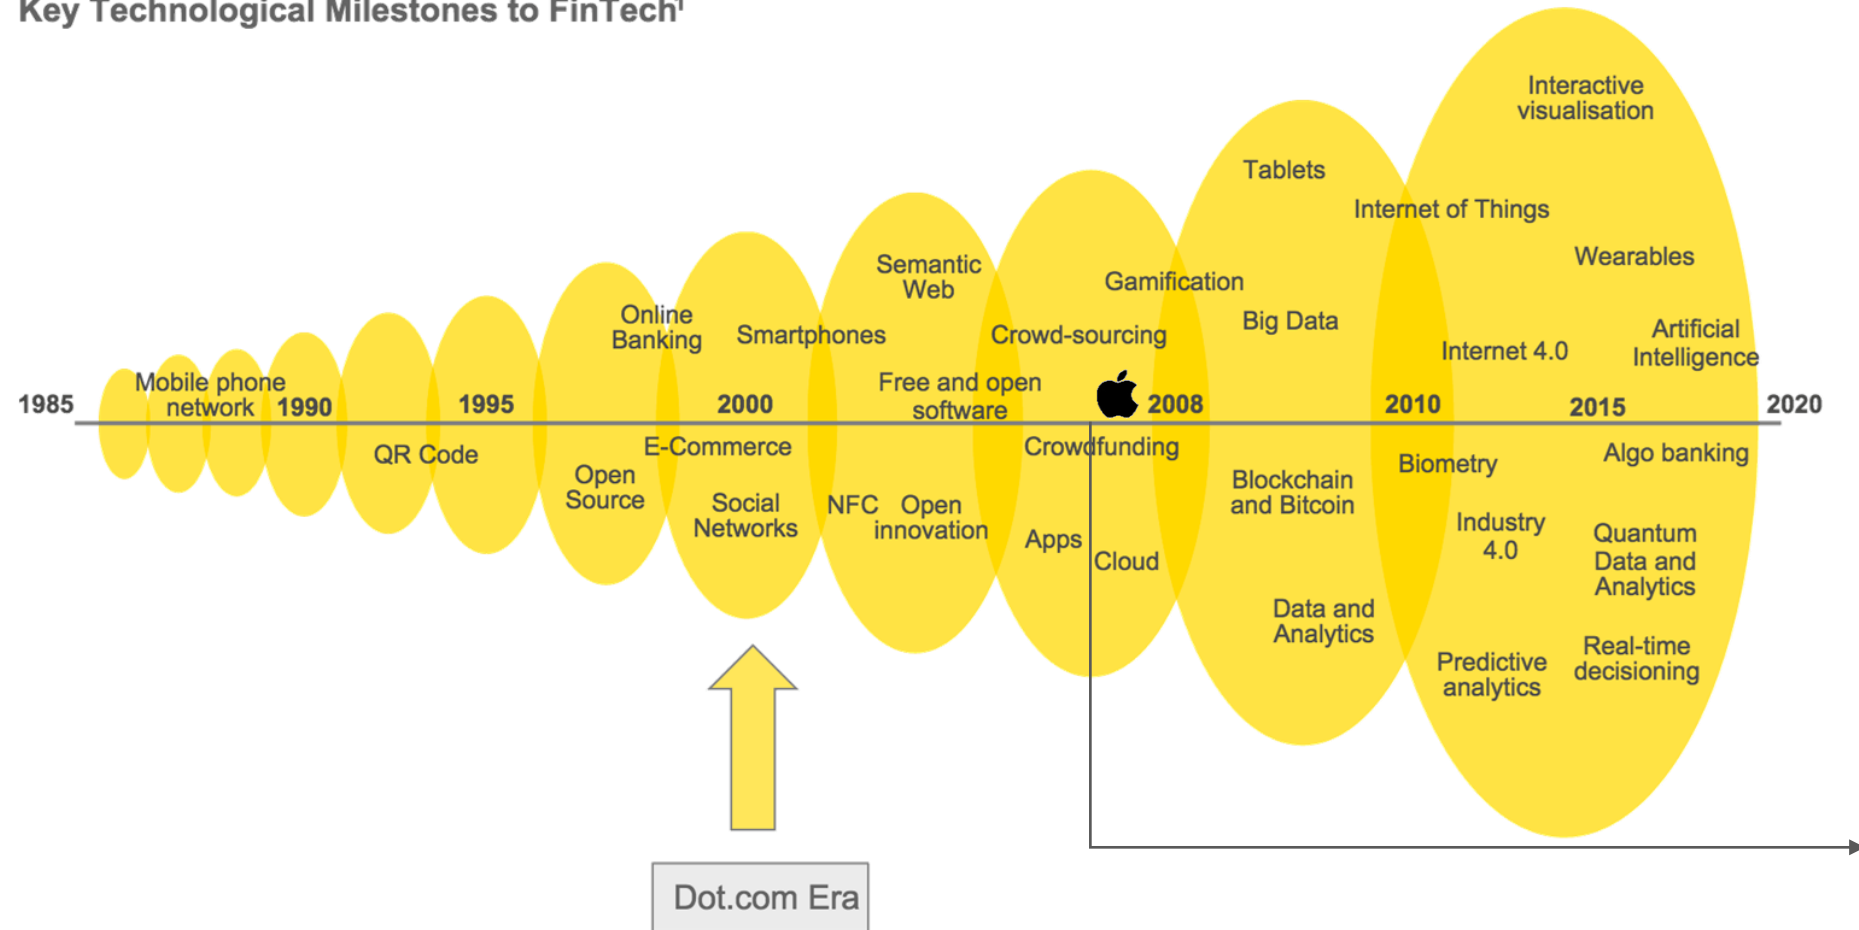 Key Technological Milestones to FinTech¹
Interactive
visualisation
Tablets
Internet of Things
Wearables
Semantic
Web
Gamification
Online
Banking
Smartphones
Crowd-sourcing
Big Data
Internet 4.0
Artificial
Intelligence
Mobile phone
network
Free and open
software
1985
1990
1995
2000
2008
2010
2015
2020
QR Code
E-Commerce
Crowdfunding
Biometry
Algo banking
Open
Source
Social
Networks
NFC
Open
innovation
Apps
Cloud
Blockchain
and Bitcoin
Industry
4.0
Quantum
Data and
Analytics
Data and
Analytics
Predictive
analytics
Real-time
decisioning
Dot.com Era